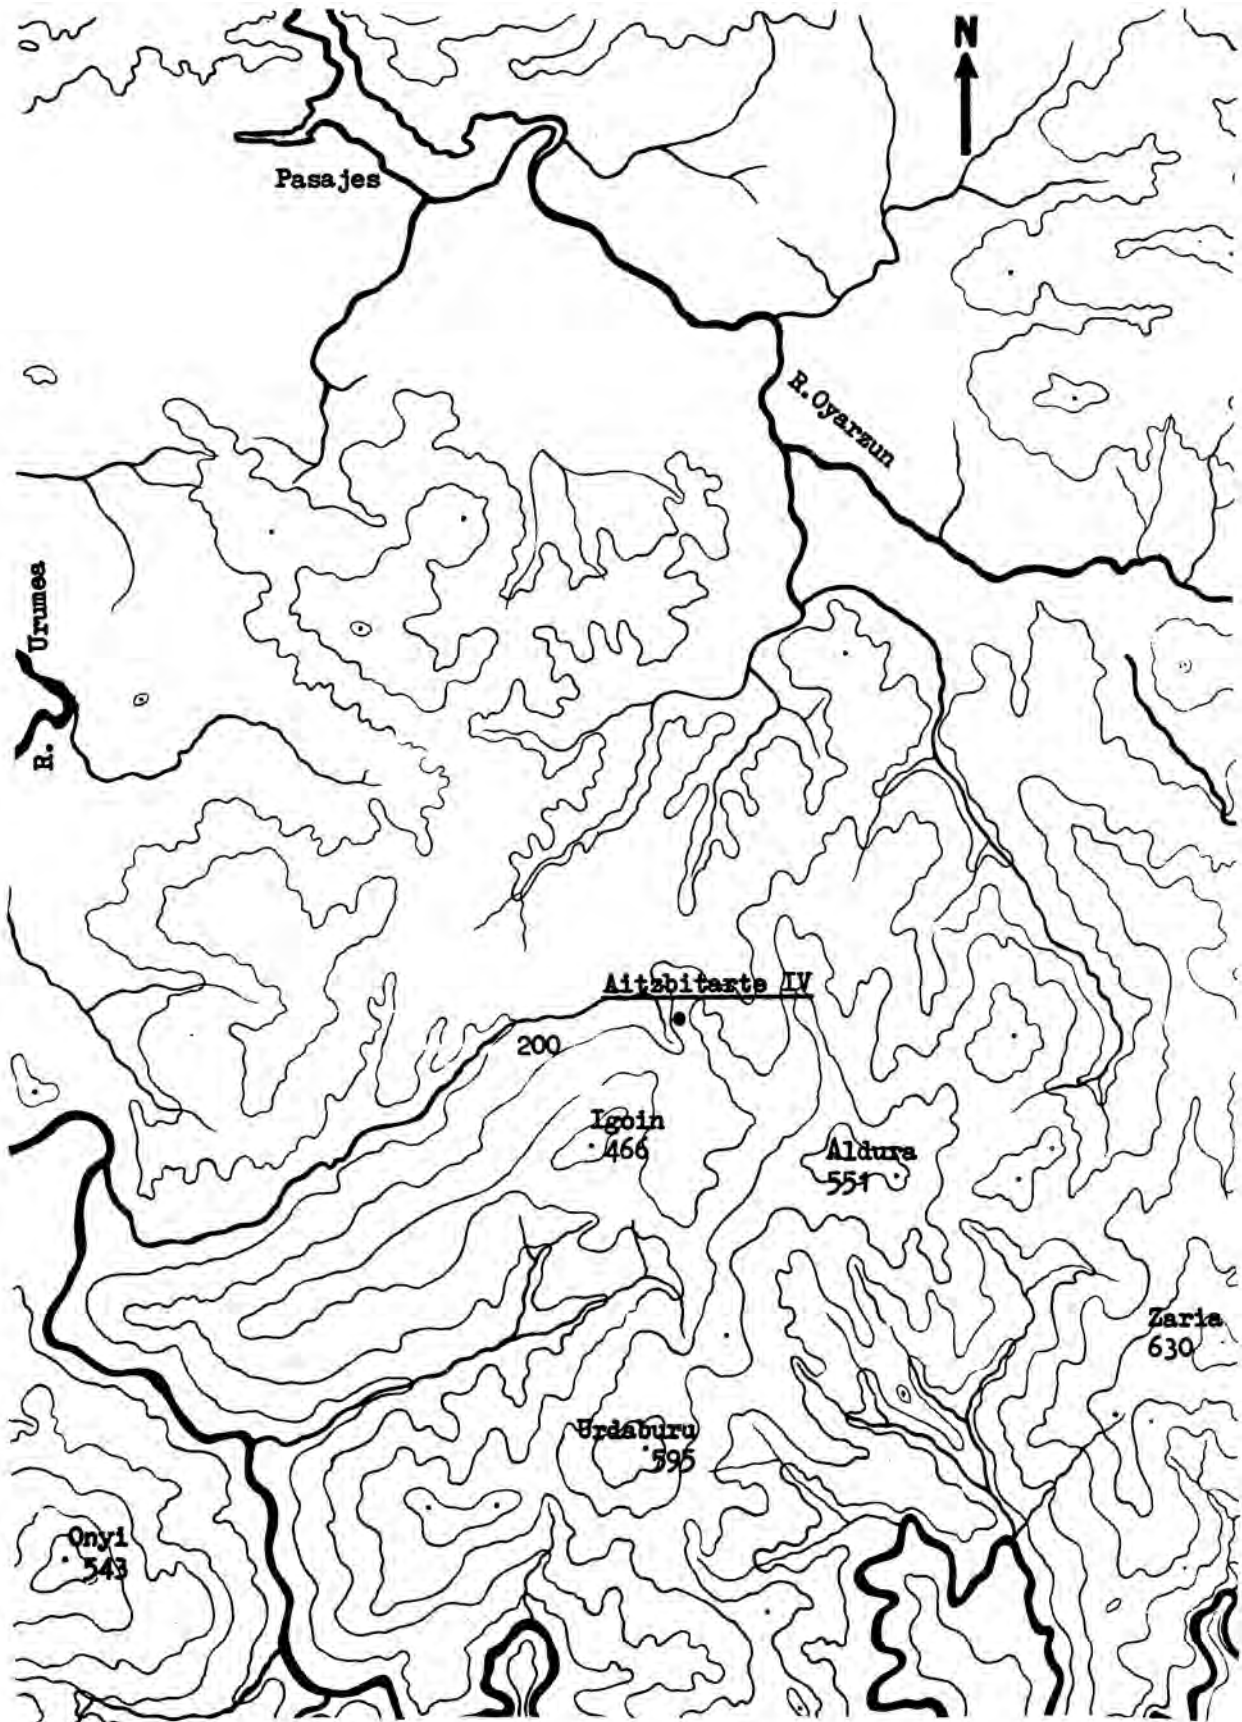 N
Pasajes
R. Oyarzun
R. Urumea
Aitzbitarte IV
200
Igoin
466
Aldura
551
Zaria
630
Urdaburu
595
Onyi
543